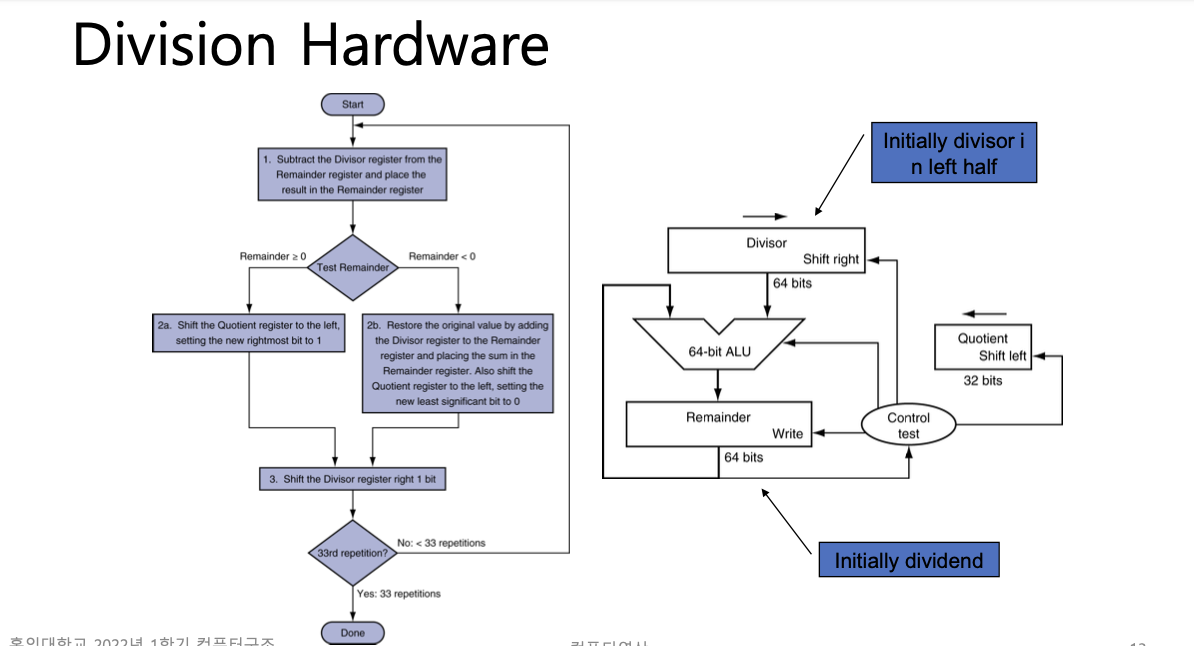 Division Hardware
Start
1. Subtract the Divisor register from the
Remainder register and place the
result in the Remainder register
Remainder ≥ 0
Test Remainder
Remainder < 0
2a. Shift the Quotient register to the left,
setting the new rightmost bit to 1
2b. Restore the original value by adding
the Divisor register to the Remainder
register and placing the sum in the
Remainder register. Also shift the
Quotient register to the left, setting the
new least significant bit to 0
3. Shift the Divisor register right 1 bit
33rd repetition?
No: < 33 repetitions
Yes: 33 repetitions
Done
Initially divisor i
n left half
Divisor
Shift right
64 bits
64-bit ALU
Quotient
Shift left
32 bits
Remainder
Write
64 bits
Control
test
Initially dividend
2022년 1학기 컴퓨터구조